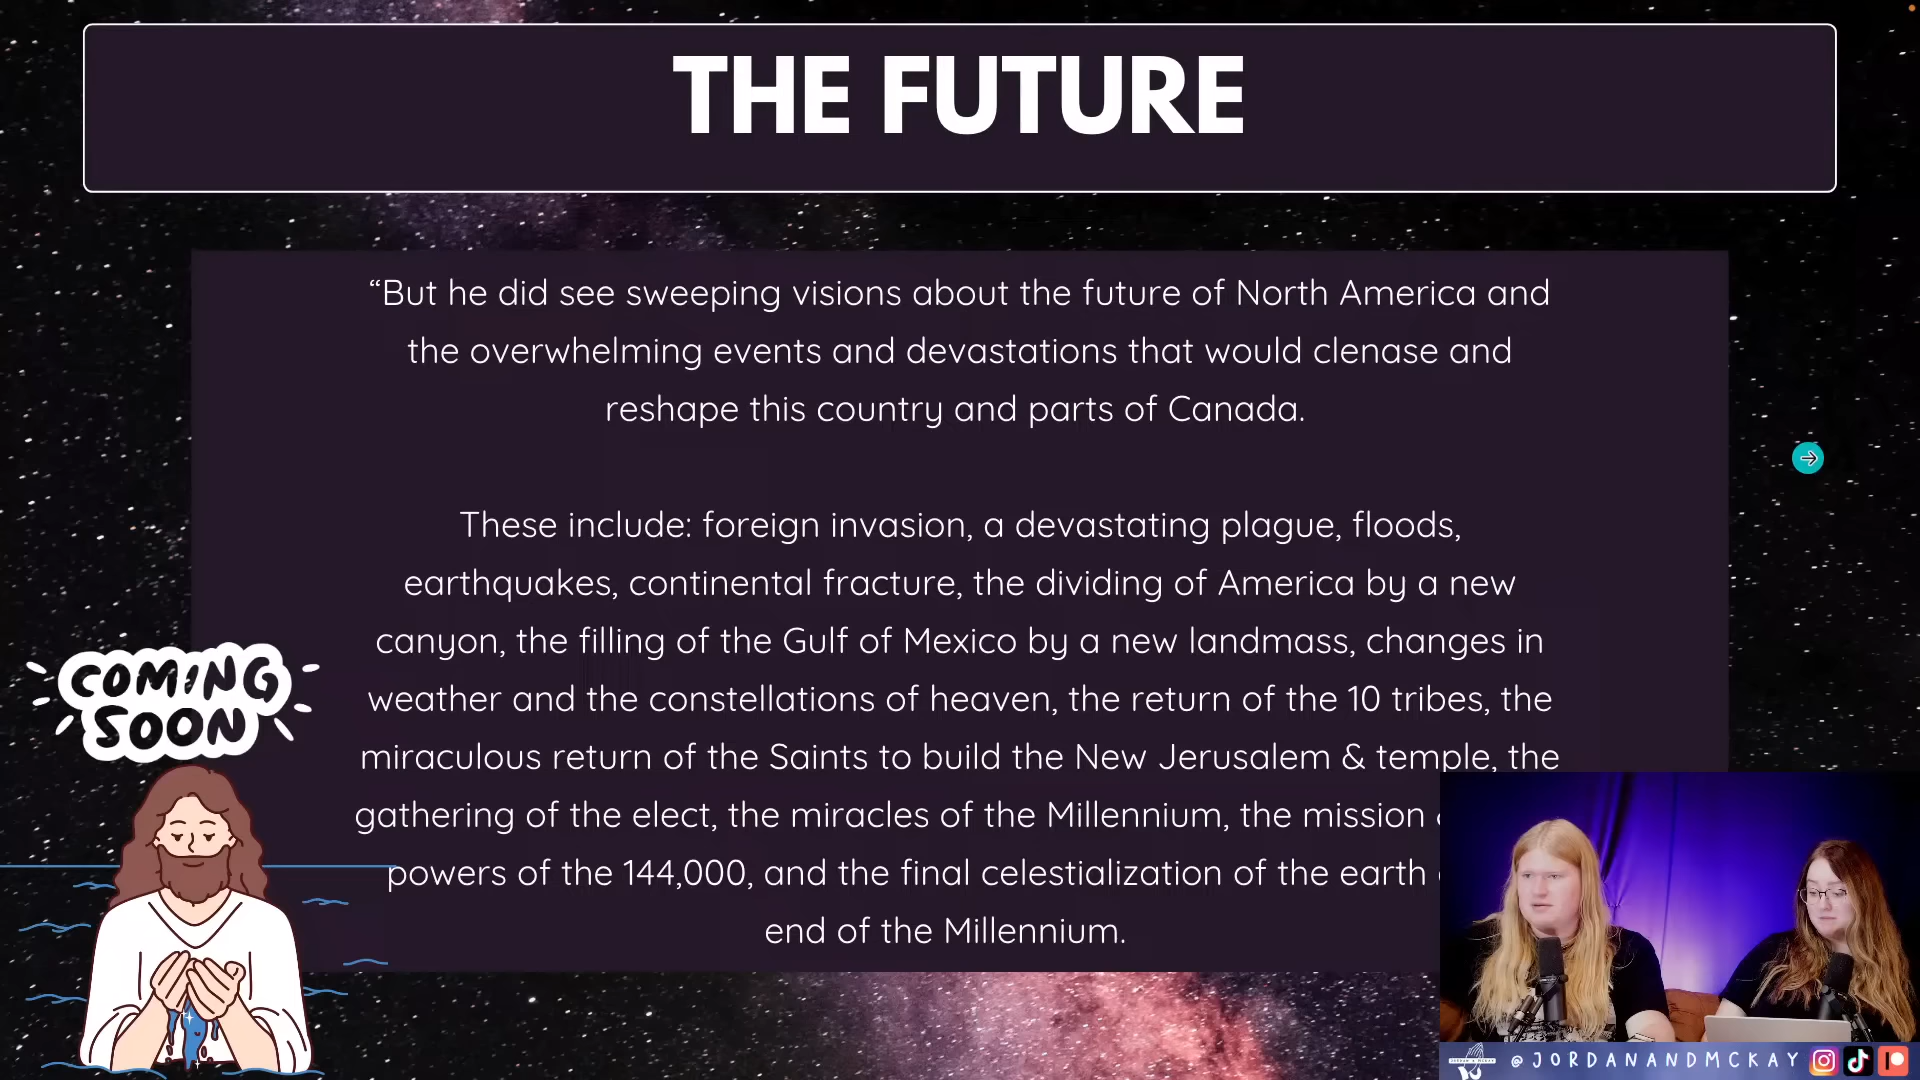 THE FUTURE
“But he did see sweeping visions about the future of North America and
the overwhelming events and devastations that would clenase and
reshape this country and parts of Canada.
These include: foreign invasion, a devastating plague, floods,
earthquakes, continental fracture, the dividing of America by a new
canyon, the filling of the Gulf of Mexico by a new landmass, changes in
weather and the constellations of heaven, the return of the 10 tribes, the
miraculous return of the Saints to build the New Jerusalem & temple, the
gathering of the elect, the miracles of the Millennium, the mission
powers of the 144,000, and the final celestialization of the earth
end of the Millennium.
COMING
SOON
@JORDANANDMCKAY